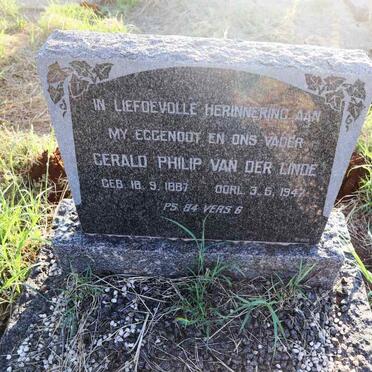 IN LIEFDEVOLLE HERINNERING AAN
MY EGGENOOT EN ONS VADER
GERALD PHILIP VAN DER LINDE
GEB. 18. 9. 1887 OORL. 3. 6. 1947
PS. 84 VERS 6